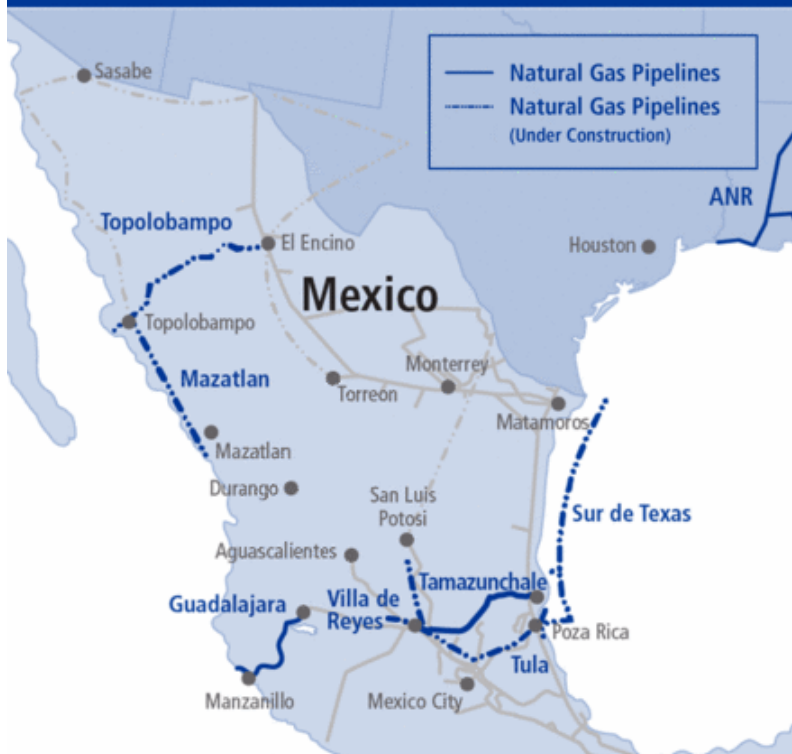 Sasabe
Natural Gas Pipelines
Natural Gas Pipelines
(Under Construction)
ANR
Topolobampo
El Encino
Houston
Mexico
Topolobampo
Monterrey
Mazatlan
Torreón
Matamoros
Mazatlan
Durango
San Luis
Potosi
Sur de Texas
Aguascalientes
Tamazunchale
Guadalajara
Villa de
Reyes
Poza Rica
Tula
Manzanillo
Mexico City